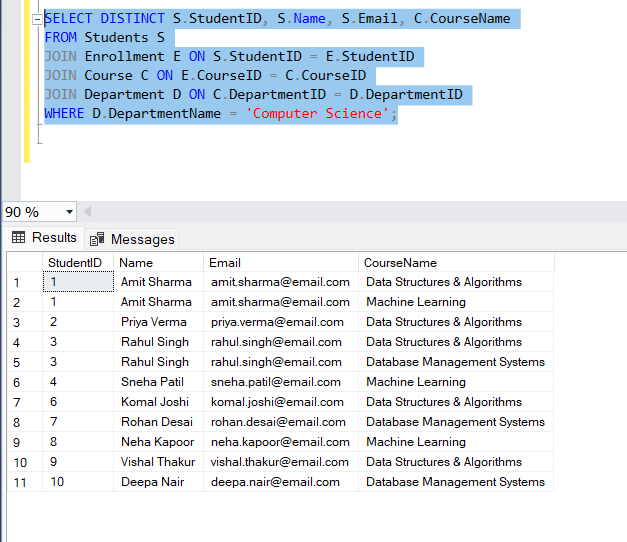 SELECT DISTINCT S.StudentID, S.Name, S.Email, C.CourseName
FROM Students S
JOIN Enrollment E ON S.StudentID = E.StudentID
JOIN Course C ON E.CourseID = C.CourseID
JOIN Department D ON C.DepartmentID = D.DepartmentID
WHERE D.DepartmentName = 'Computer Science';
90 %
Results Messages
StudentID Name Email CourseName
1 1 Amit Sharma amit.sharma@email.com Data Structures & Algorithms
2 1 Amit Sharma amit.sharma@email.com Machine Learning
3 2 Priya Verma priya.verma@email.com Data Structures & Algorithms
4 3 Rahul Singh rahul.singh@email.com Data Structures & Algorithms
5 3 Rahul Singh rahul.singh@email.com Database Management Systems
6 4 Sneha Patil sneha.patil@email.com Machine Learning
7 6 Komal Joshi komal.joshi@email.com Data Structures & Algorithms
8 7 Rohan Desai rohan.desai@email.com Database Management Systems
9 8 Neha Kapoor neha.kapoor@email.com Machine Learning
10 9 Vishal Thakur vishal.thakur@email.com Data Structures & Algorithms
11 10 Deepa Nair deepa.nair@email.com Database Management Systems